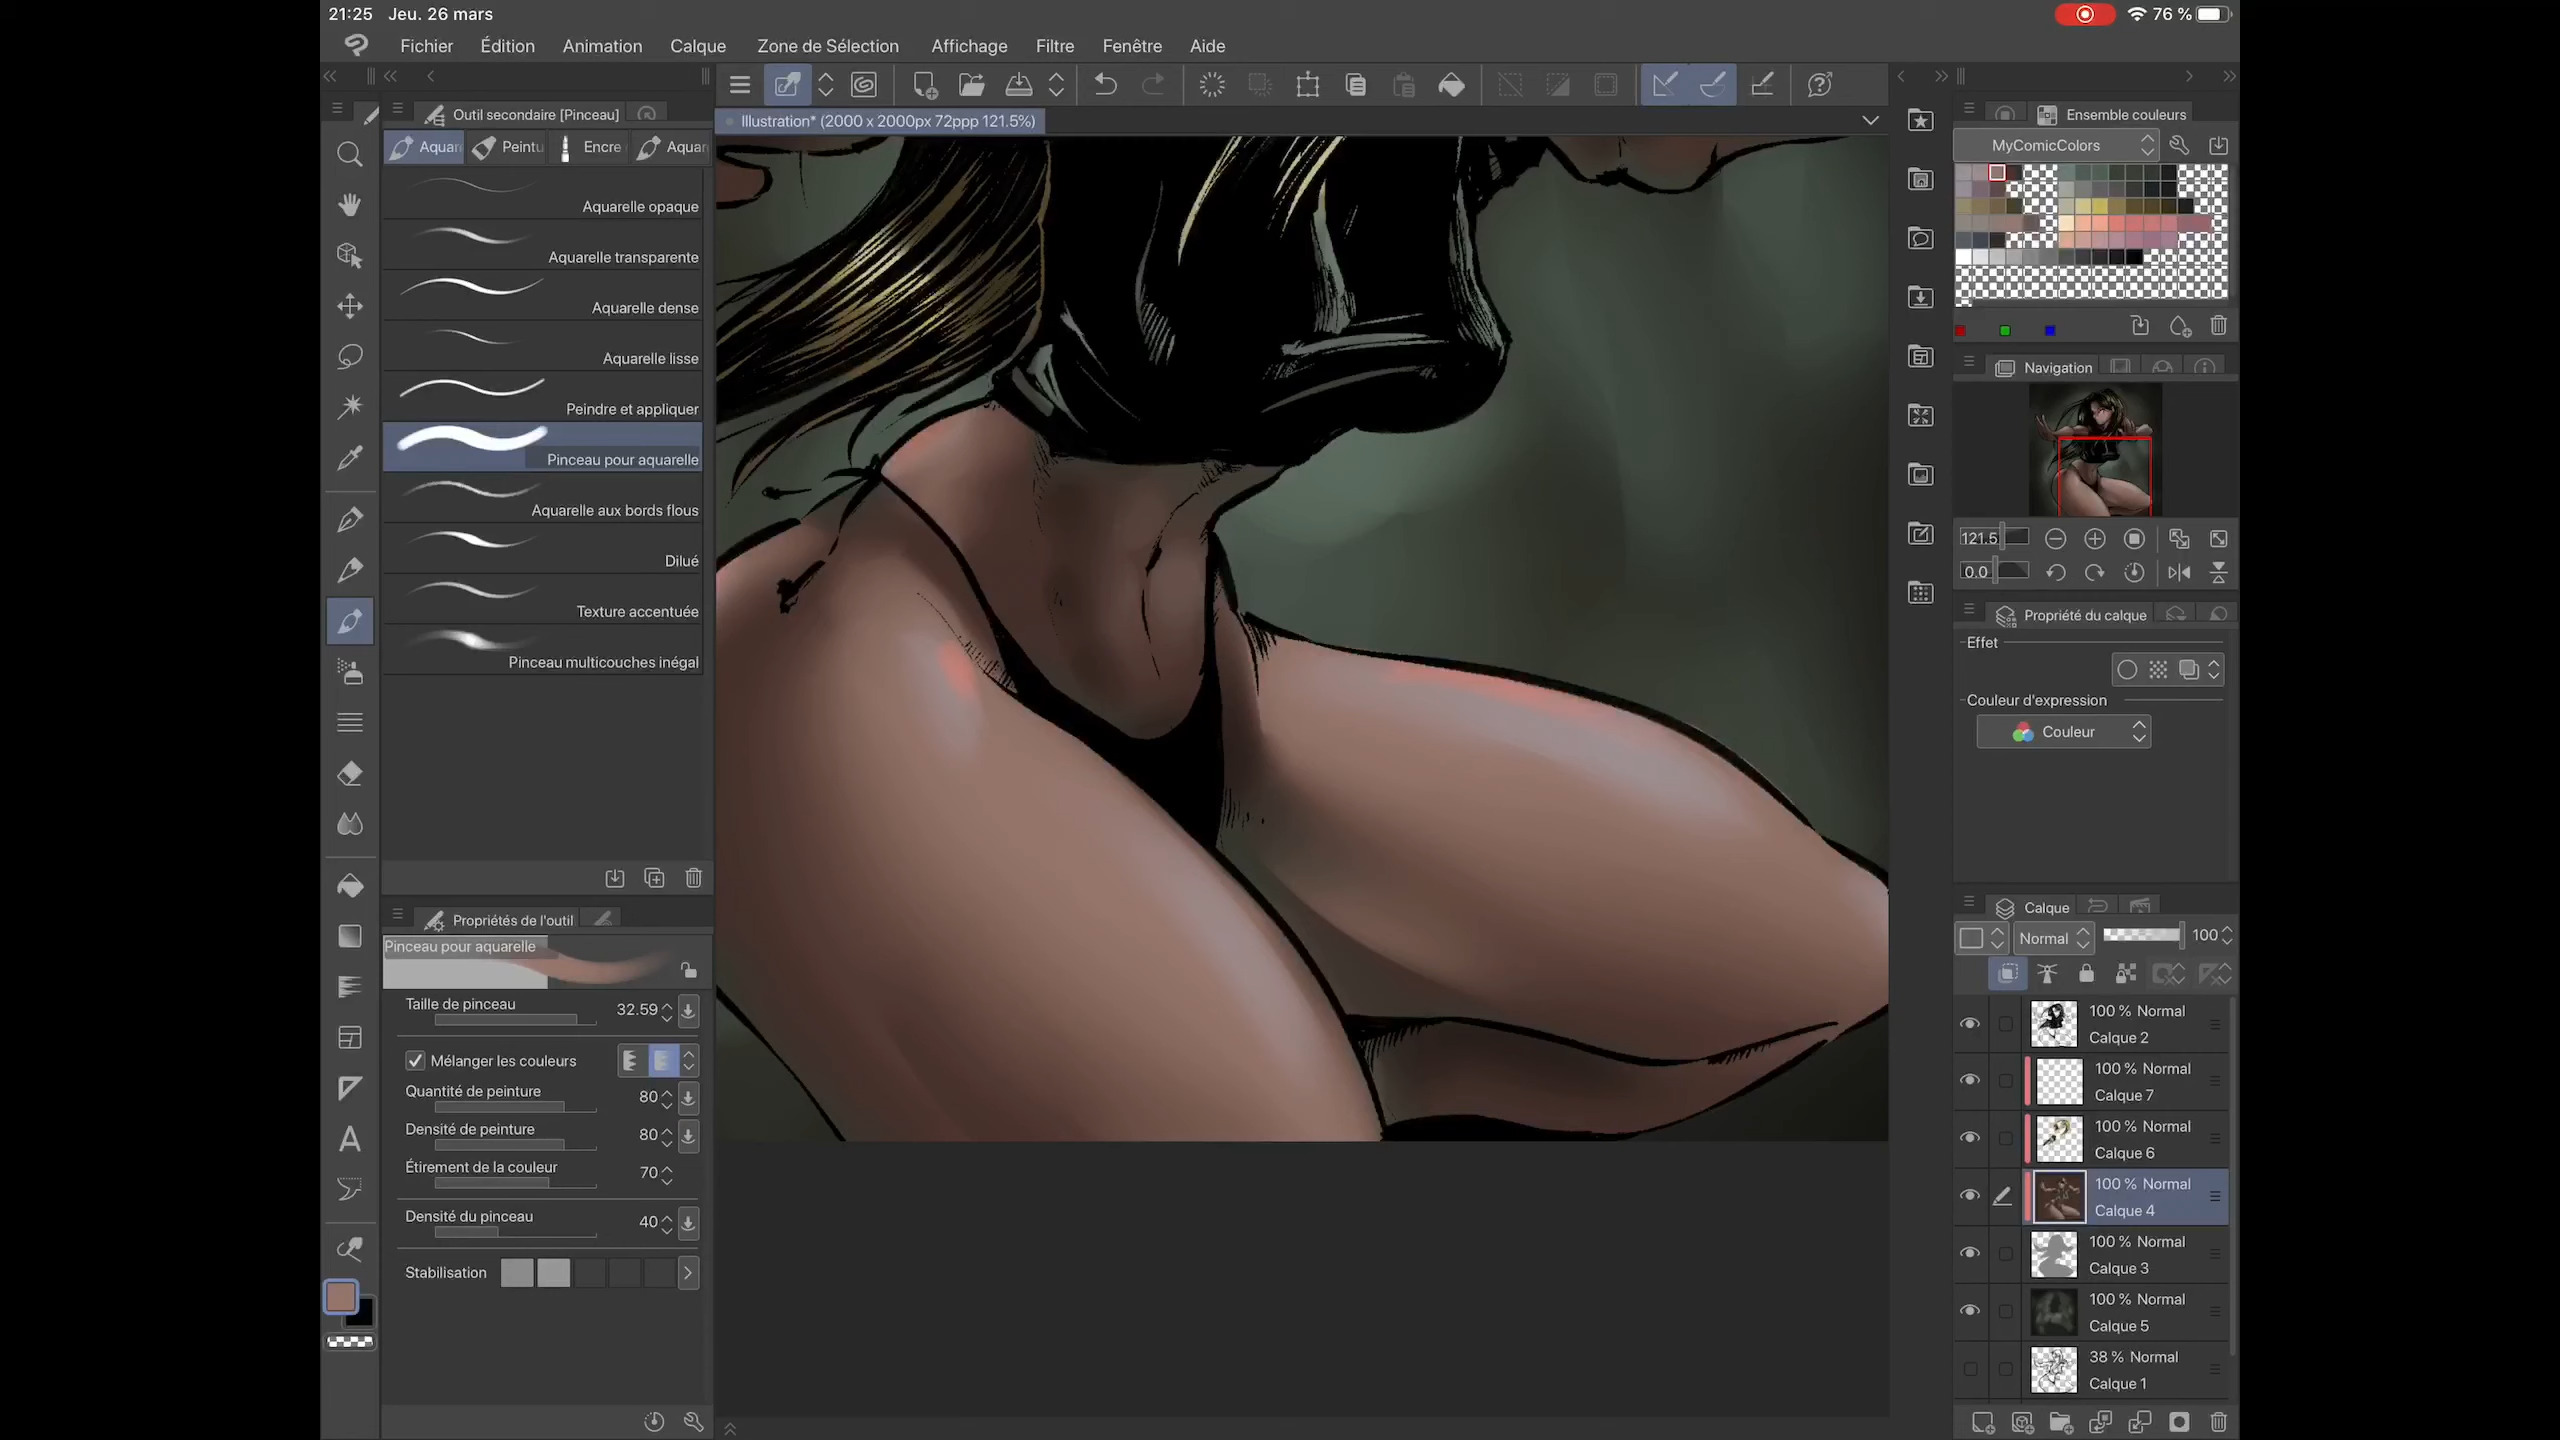 21:25 Jeu. 26 mars
76 %
Fichier Édition Animation Calque Zone de Sélection Affichage Filtre Fenêtre Aide
Outil secondaire [Pinceau]
Aquar Peintu Encre Aquar
Aquarelle opaque
Aquarelle transparente
Aquarelle dense
Aquarelle lisse
Peindre et appliquer
Pinceau pour aquarelle
Aquarelle aux bords flous
Dilué
Texture accentuée
Pinceau multicouches inégal
Propriétés de l'outil
Pinceau pour aquarelle
Taille de pinceau 32.59
Mélanger les couleurs
Quantité de peinture 80
Densité de peinture 80
Étirement de la couleur 70
Densité du pinceau 40
Stabilisation
Illustration* (2000 x 2000px 72ppp 121.5%)
Ensemble couleurs
MyComicColors
Navigation
121.5
0.0
Propriété du calque
Effet
Couleur d'expression
Couleur
Calque
Normal 100
100 % Normal
Calque 2
100 % Normal
Calque 7
100 % Normal
Calque 6
100 % Normal
Calque 4
100 % Normal
Calque 3
100 % Normal
Calque 5
38 % Normal
Calque 1